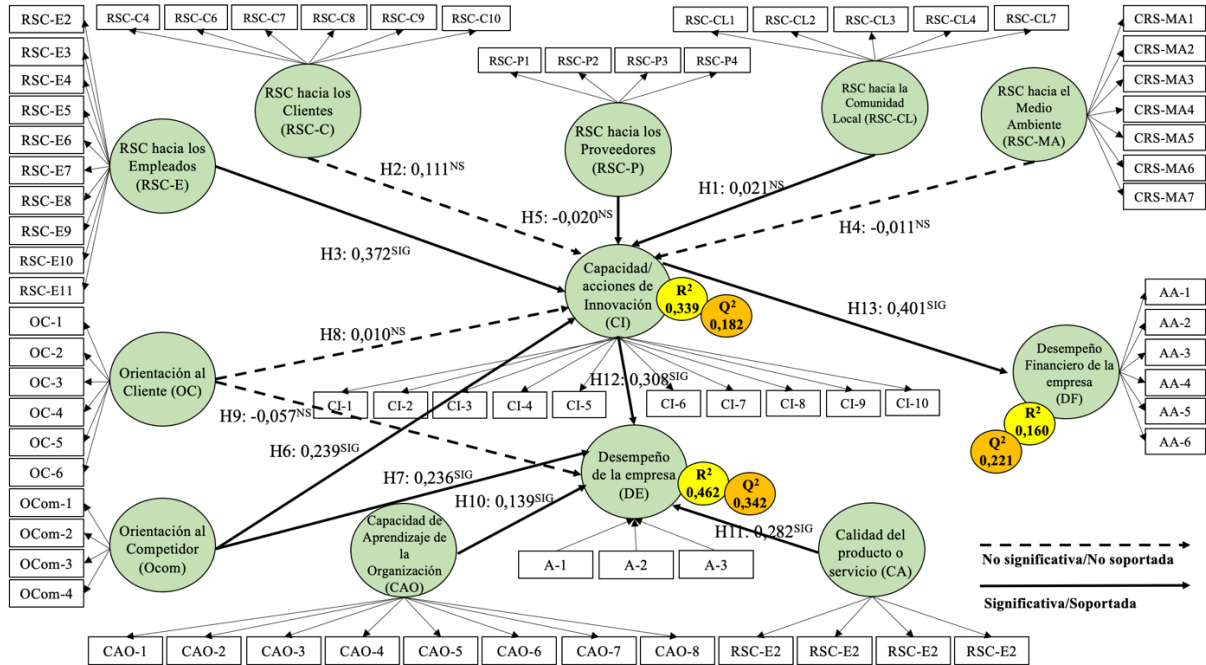 RSC-E2
RSC-E3
RSC-E4
RSC-E5
RSC-E6
RSC-E7
RSC-E8
RSC-E9
RSC-E10
RSC-E11
RSC-C4
RSC-C6
RSC-C7
RSC-C8
RSC-C9
RSC-C10
RSC-P1
RSC-P2
RSC-P3
RSC-P4
RSC-CL1
RSC-CL2
RSC-CL3
RSC-CL4
RSC-CL7
CRS-MA1
CRS-MA2
CRS-MA3
CRS-MA4
CRS-MA5
CRS-MA6
CRS-MA7
RSC hacia los
Empleados
(RSC-E)
RSC hacia los
Clientes
(RSC-C)
RSC hacia los
Proveedores
(RSC-P)
RSC hacia la
Comunidad
Local (RSC-CL)
RSC hacia el
Medio
Ambiente
(RSC-MA)
H2: 0,111NS
H1: 0,021NS
H5: -0,020NS
H4: -0,011NS
H3: 0,372SIG
Capacidad/
acciones de
Innovación
(CI)
R2
0,339
Q2
0,182
H13: 0,401SIG
H8: 0,010NS
H9: -0,057NS
H12: 0,308SIG
H6: 0,239SIG
H7: 0,236SIG
H10: 0,139SIG
H11: 0,282SIG
OC-1
OC-2
OC-3
OC-4
OC-5
OC-6
Orientación al
Cliente (OC)
CI-1
CI-2
CI-3
CI-4
CI-5
CI-6
CI-7
CI-8
CI-9
CI-10
Desempeño
Financiero de la
empresa
(DF)
R2
0,160
Q2
0,221
AA-1
AA-2
AA-3
AA-4
AA-5
AA-6
OCom-1
OCom-2
OCom-3
OCom-4
Orientación al
Competidor
(Ocom)
Desempeño
de la empresa
(DE)
R2
0,462
Q2
0,342
Capacidad de
Aprendizaje de
la
Organización
(CAO)
A-1
A-2
A-3
Calidad del
producto o
servicio (CA)
No significativa/No soportada
Significativa/Soportada
CAO-1
CAO-2
CAO-3
CAO-4
CAO-5
CAO-6
CAO-7
CAO-8
RSC-E2
RSC-E2
RSC-E2
RSC-E2